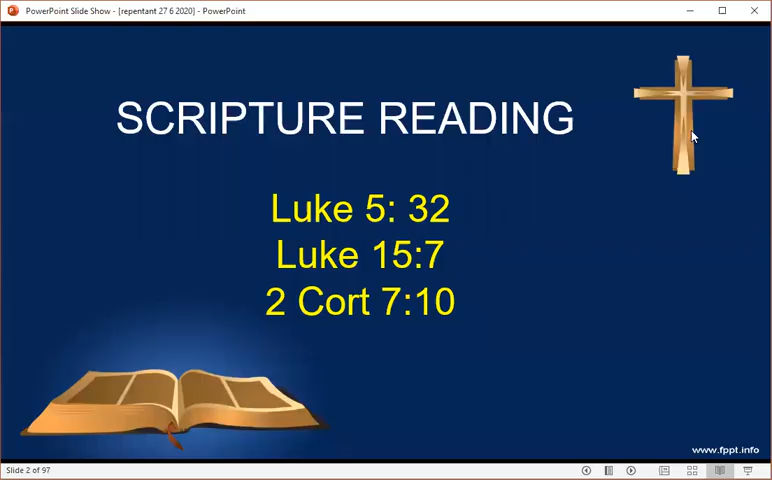 PowerPoint Slide Show - [repentant 27 6 2020] - PowerPoint
SCRIPTURE READING
Luke 5: 32
Luke 15:7
2 Cort 7:10
www.fppt.info
Slide 2 of 97